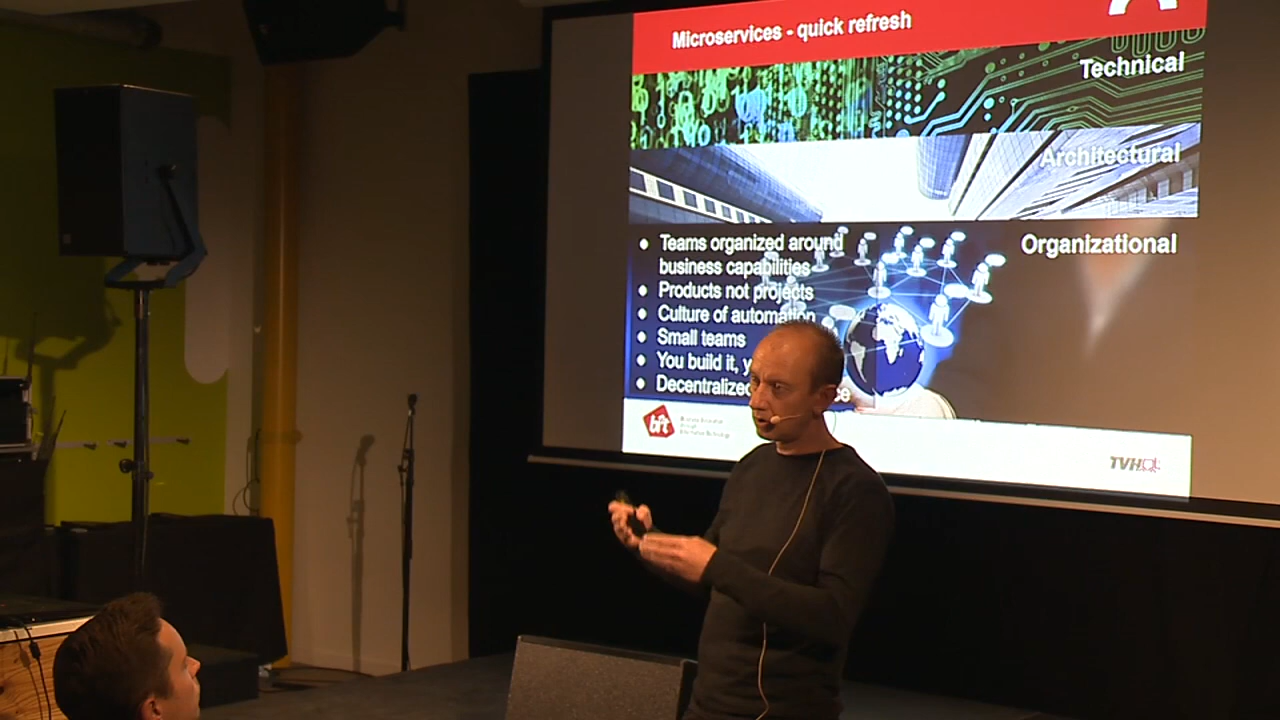 Microservices - quick refresh
Technical
Architectural
Organizational
● Teams organized around
business capabilities
● Products not projects
● Culture of automation
● Small teams
● You build it,
● Decentralized
TVH